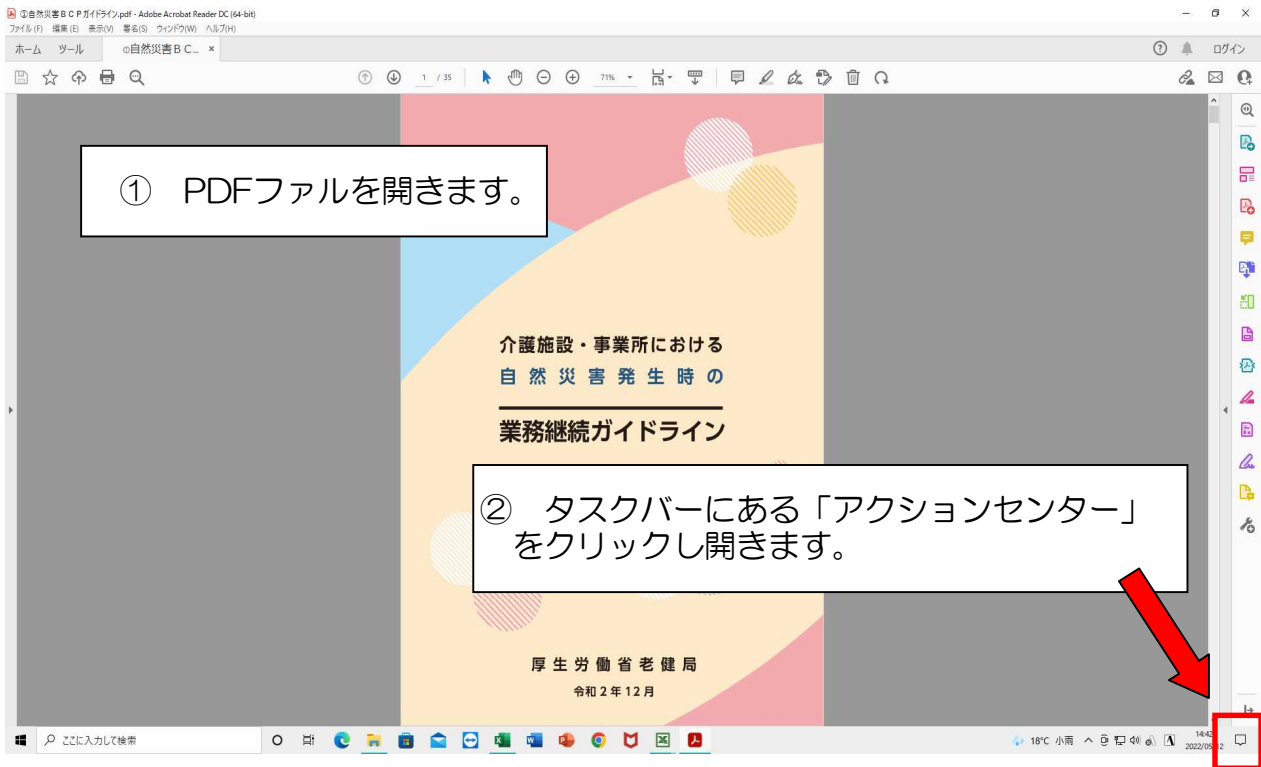 ①自然災害BCPガイドライン.pdf - Adobe Acrobat Reader DC (64-bit)
ファイル(F) 編集(E) 表示(V) 署名(S) ウィンドウ(W) ヘルプ(H)
ホーム ツール ①自然災害BC... × ログイン
1 / 35 71%
① PDFファルを開きます。
介護施設・事業所における
自然災害発生時の
業務継続ガイドライン
② タスクバーにある「アクションセンター」
をクリックし開きます。
厚生労働省老健局
令和2年12月
ここに入力して検索 18℃ 小雨 A